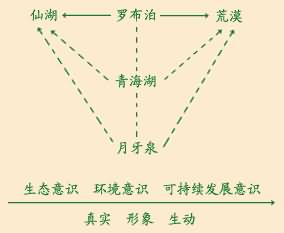 仙湖 罗布泊 荒漠
青海湖
月牙泉
生态意识 环境意识 可持续发展意识
真实 形象 生动